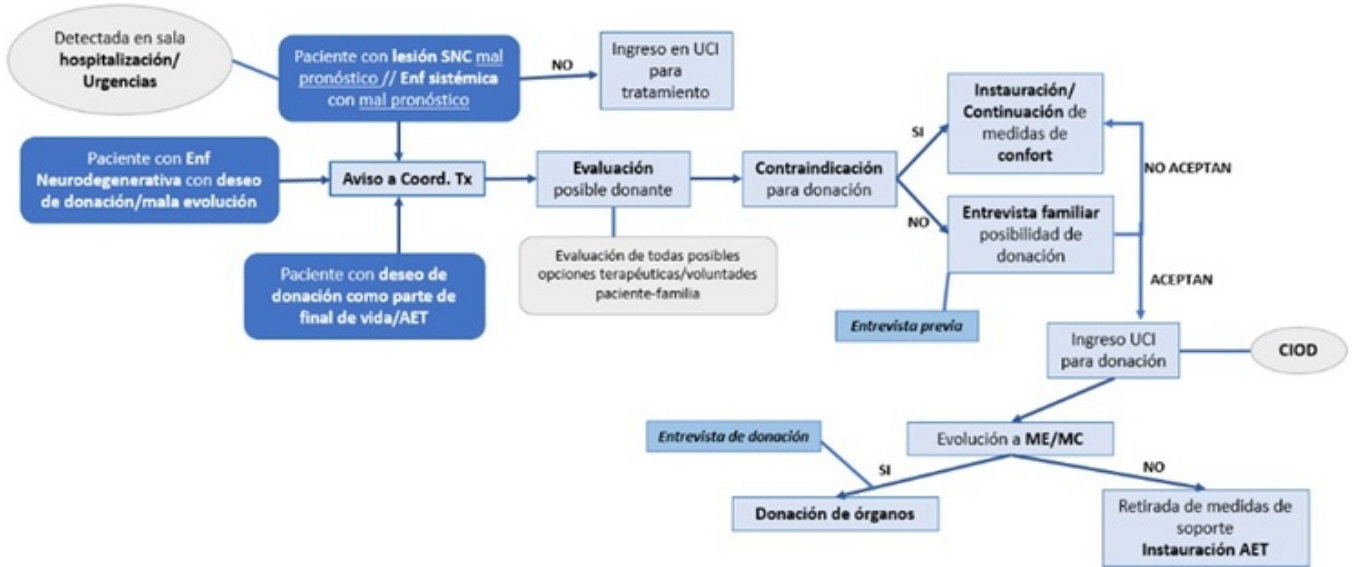 Detectada en sala
hospitalización/
Urgencias
Paciente con lesión SNC mal
pronóstico // Enf sistémica
con mal pronóstico
NO
Ingreso en UCI
para
tratamiento
Paciente con Enf
Neurodegenerativa con deseo
de donación/mala evolución
Aviso a Coord. Tx
Evaluación
posible donante
Contraindicación
para donación
SI
NO
Instauración/
Continuación de
medidas de
confort
NO ACEPTAN
Entrevista familiar
posibilidad de
donación
ACEPTAN
Paciente con deseo de
donación como parte de
final de vida/AET
Evaluación de todas posibles
opciones terapéuticas/voluntades
paciente-familia
Entrevista previa
Ingreso UCI
para donación
CIOD
Entrevista de donación
Evolución a ME/MC
SI
NO
Donación de órganos
Retirada de medidas de
soporte
Instauración AET